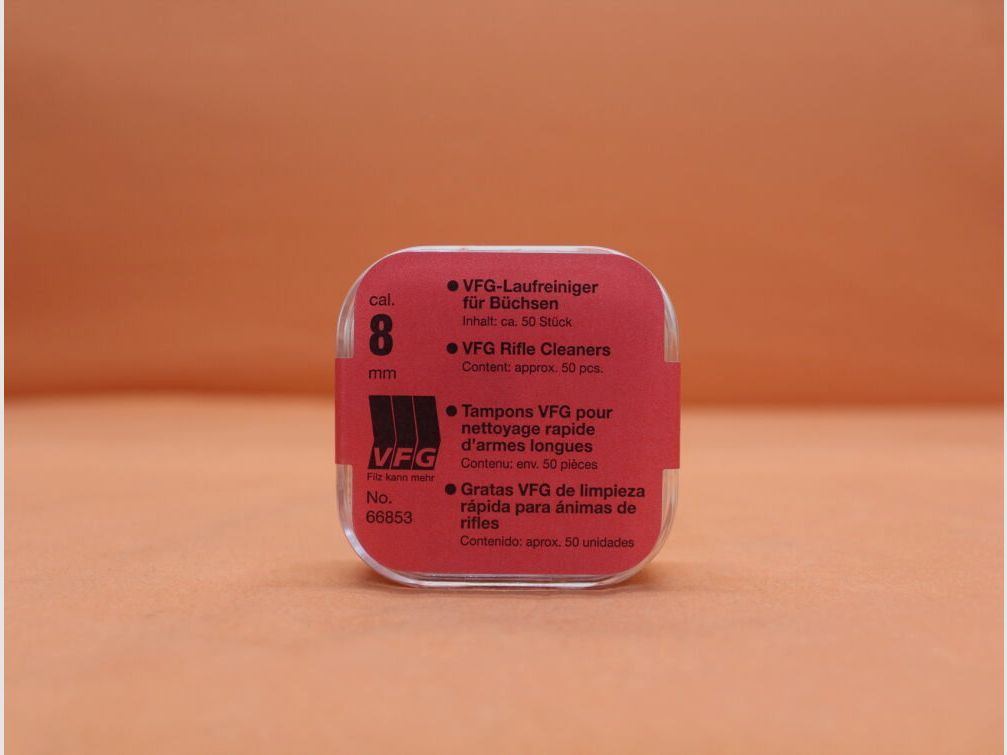 cal.
8
mm
VFG
Filz kann mehr
No.
66853
● VFG-Laufreiniger
für Büchsen
Inhalt: ca. 50 Stück
● VFG Rifle Cleaners
Content: approx. 50 pcs.
● Tampons VFG pour
nettoyage rapide
d'armes longues
Contenu: env. 50 pièces
● Gratas VFG de limpieza
rápida para ánimas de
rifles
Contenido: aprox. 50 unidades